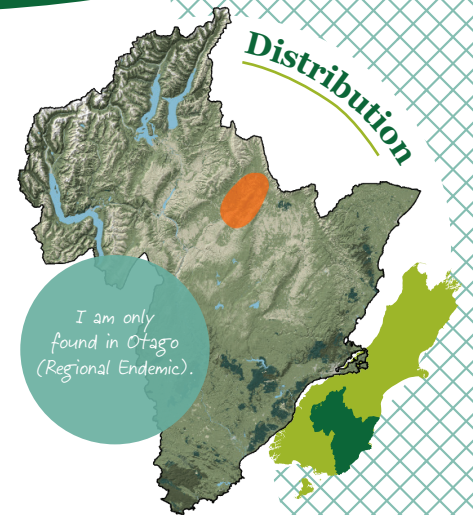 Distribution
I am only
found in Otago
(Regional Endemic).